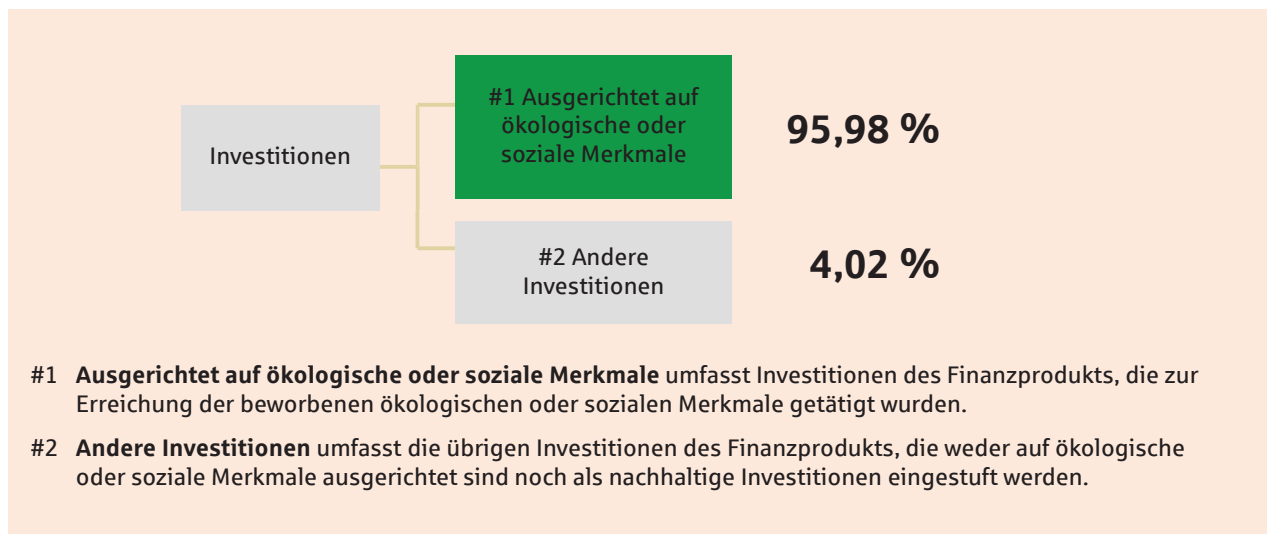 Investitionen
#1 Ausgerichtet auf
ökologische oder
soziale Merkmale
95,98 %
#2 Andere
Investitionen
4,02 %
#1 Ausgerichtet auf ökologische oder soziale Merkmale umfasst Investitionen des Finanzprodukts, die zur
Erreichung der beworbenen ökologischen oder sozialen Merkmale getätigt wurden.
#2 Andere Investitionen umfasst die übrigen Investitionen des Finanzprodukts, die weder auf ökologische
oder soziale Merkmale ausgerichtet sind noch als nachhaltige Investitionen eingestuft werden.